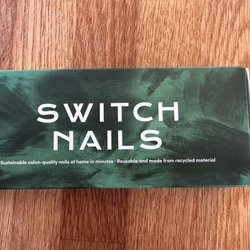 SWITCH
NAILS
Sustainable salon-quality nails at home in minutes · Reusable and made from recycled material